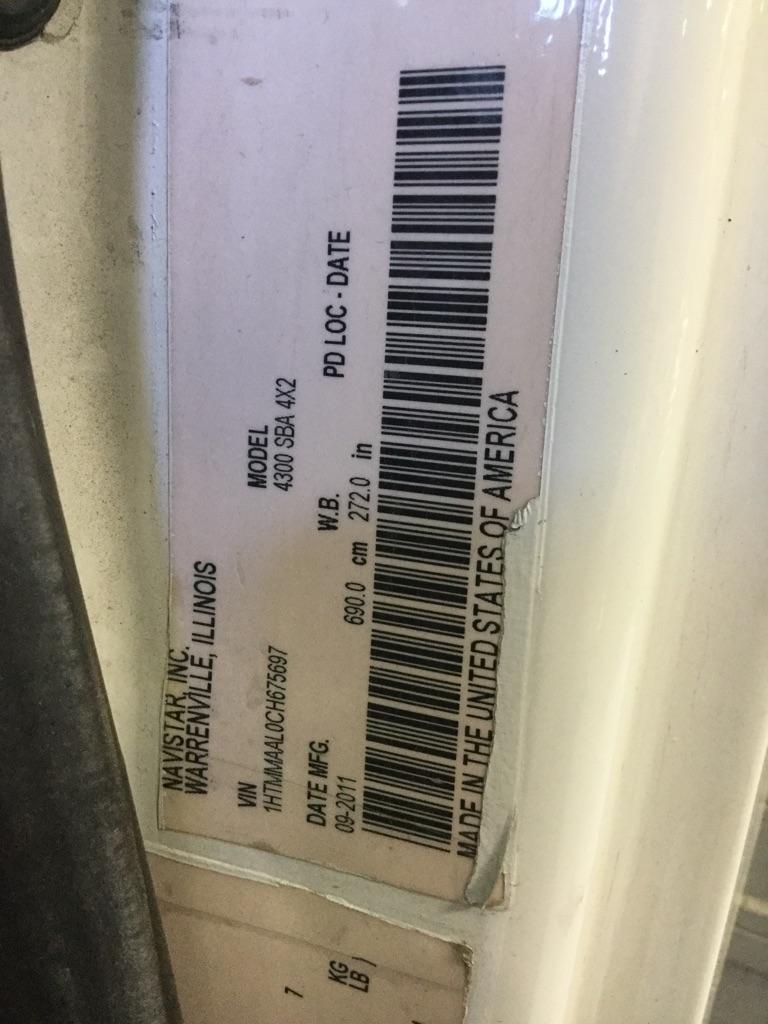 NAVISTAR, INC.
WARRENVILLE, ILLINOIS
VIN
1HTMMAAL0CH675697
MODEL
4300 SBA 4X2
DATE MFG.
09-2011
W.B.
690.0 cm 272.0 in
PD LOC - DATE
MADE IN THE UNITED STATES OF AMERICA
7
KG
LB )